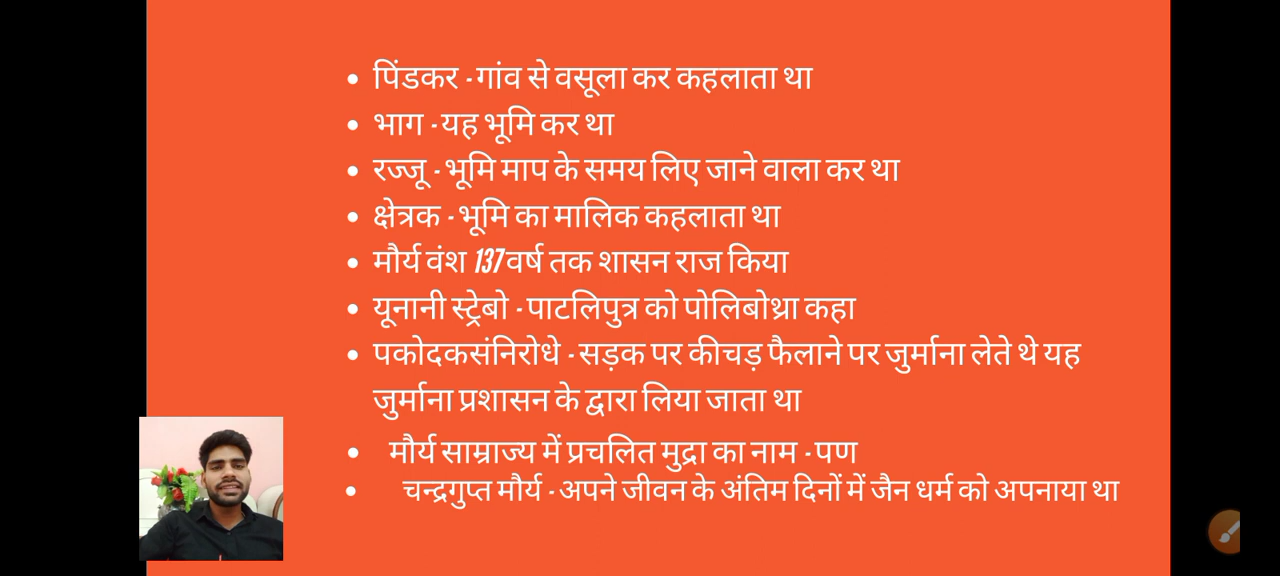 • पिंडकर - गांव से वसूला कर कहलाता था
• भाग - यह भूमि कर था
• रज्जू - भूमि माप के समय लिए जाने वाला कर था
• क्षेत्रक - भूमि का मालिक कहलाता था
• मौर्य वंश 137 वर्ष तक शासन राज किया
• यूनानी स्ट्रेबो - पाटलिपुत्र को पोलिबोथ्रा कहा
• पकोदकसंनिरोधे - सड़क पर कीचड़ फैलाने पर जुर्माना लेते थे यह
जुर्माना प्रशासन के द्वारा लिया जाता था
• मौर्य साम्राज्य में प्रचलित मुद्रा का नाम - पण
• चन्द्रगुप्त मौर्य - अपने जीवन के अंतिम दिनों में जैन धर्म को अपनाया था